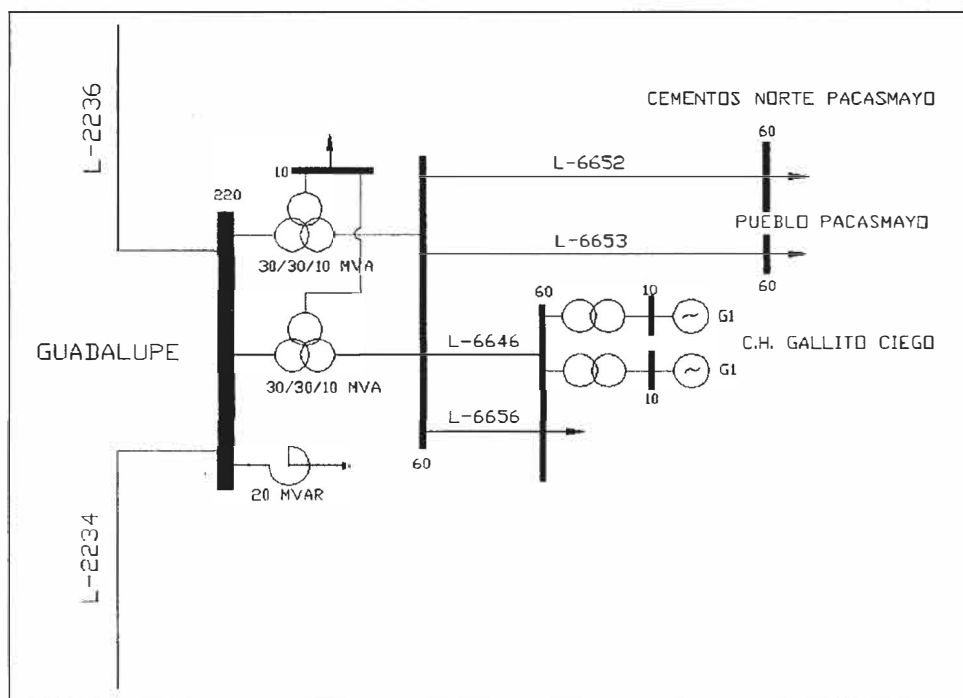 L-2236
CEMENTOS NORTE PACASMAYO
60
10
L-6652
220
PUEBLO PACASMAYO
L-6653
30/30/10 MVA
60
60
10
G1
GUADALUPE
L-6646
C.H. GALLITO CIEGO
30/30/10 MVA
G1
10
L-6656
60
20 MVAR
L-2234